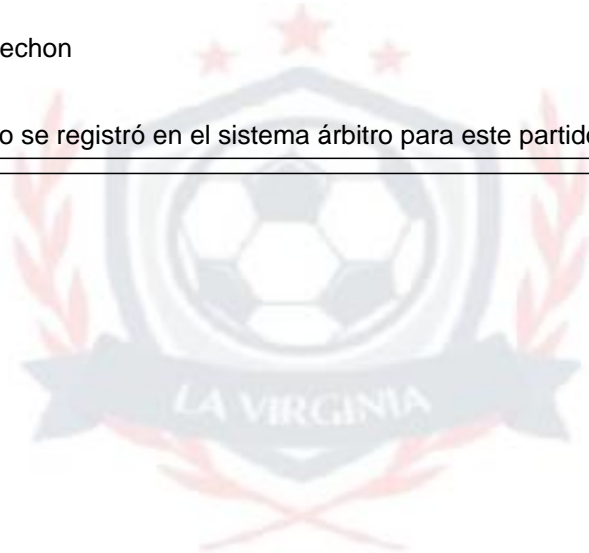 echon
o se registró en el sistema árbitro para este partid
LA VIRGINIA